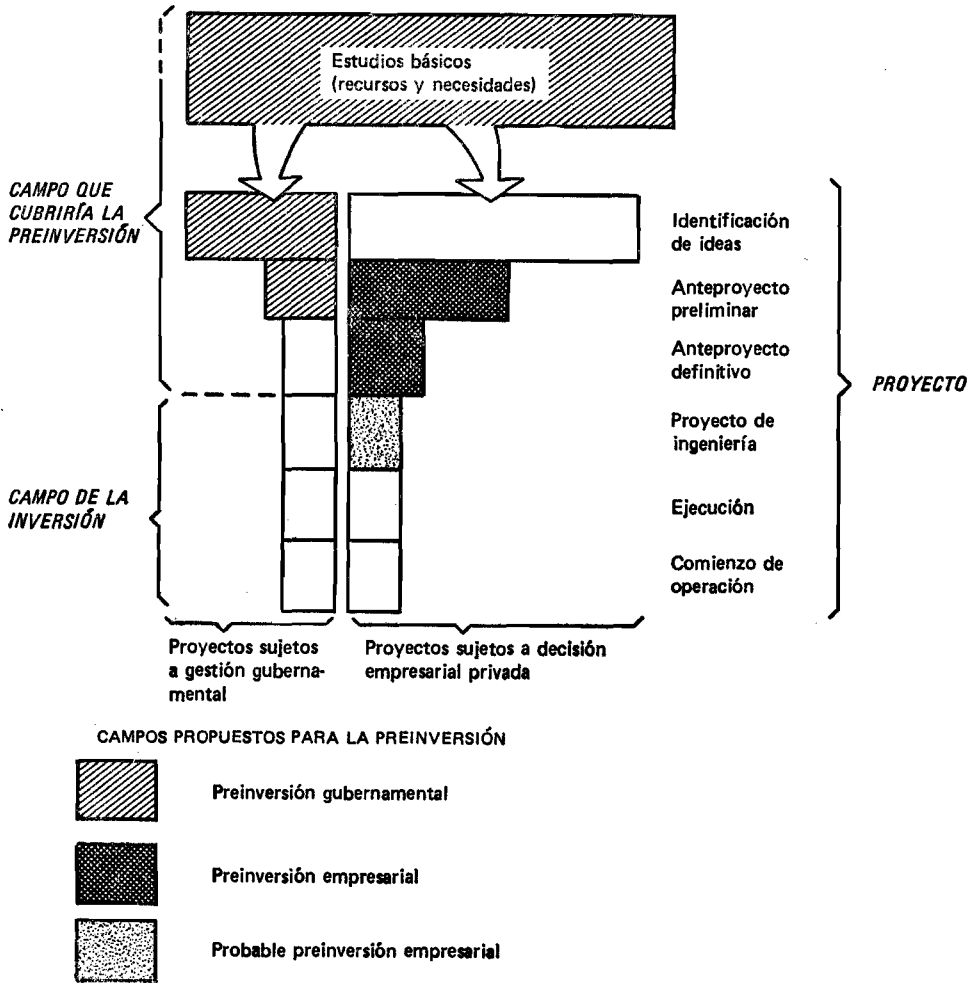 Estudios básicos
(recursos y necesidades)
CAMPO QUE
CUBRIRÍA LA
PREINVERSIÓN
Identificación
de ideas
Anteproyecto
preliminar
Anteproyecto
definitivo
PROYECTO
Proyecto de
ingeniería
CAMPO DE LA
INVERSIÓN
Ejecución
Comienzo de
operación
Proyectos sujetos
a gestión guberna-
mental
Proyectos sujetos a decisión
empresarial privada
CAMPOS PROPUESTOS PARA LA PREINVERSIÓN
Preinversión gubernamental
Preinversión empresarial
Probable preinversión empresarial